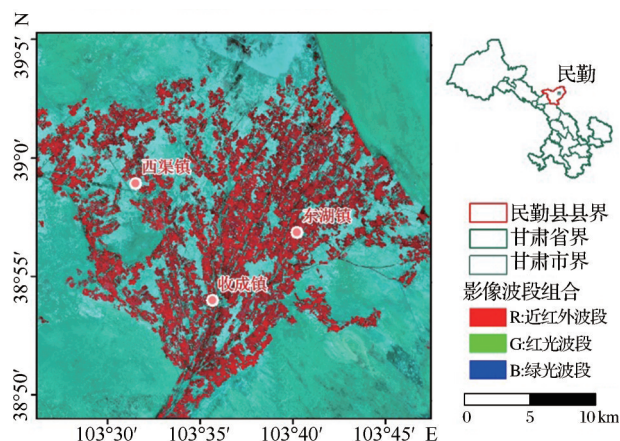 N
39°5′
39°0′
38°55′
38°50′
西渠镇
东湖镇
收成镇
103°30′ 103°35′ 103°40′ 103°45′ E
民勤
民勤县县界
甘肃省界
甘肃市界
影像波段组合
R:近红外波段
G:红光波段
B:绿光波段
0 5 10 km